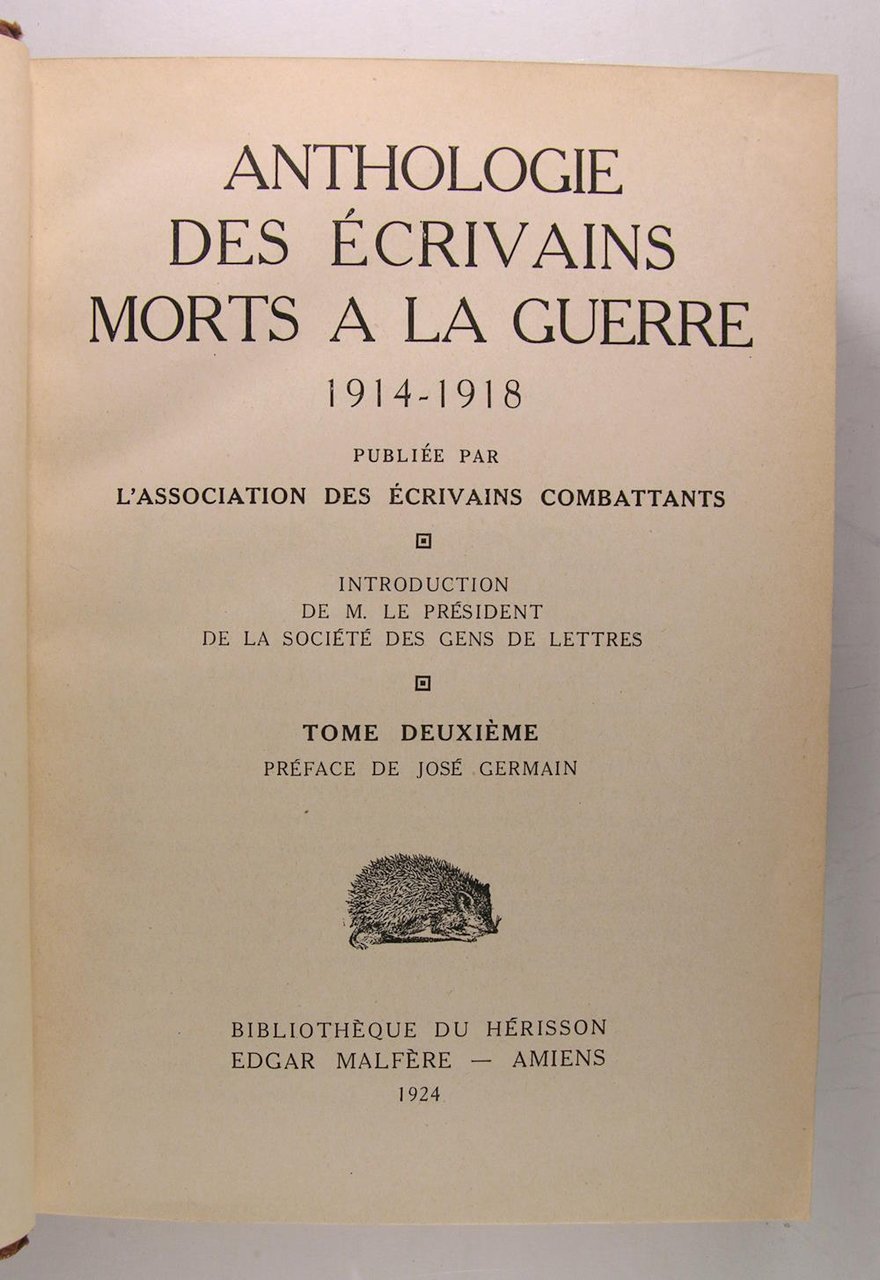 ANTHOLOGIE
DES ÉCRIVAINS
MORTS A LA GUERRE
1914-1918
PUBLIÉE PAR
L'ASSOCIATION DES ÉCRIVAINS COMBATTANTS
INTRODUCTION
DE M. LE PRÉSIDENT
DE LA SOCIÉTÉ DES GENS DE LETTRES
TOME DEUXIÈME
PRÉFACE DE JOSÉ GERMAIN
BIBLIOTHÈQUE DU HÉRISSON
EDGAR MALFÈRE — AMIENS
1924